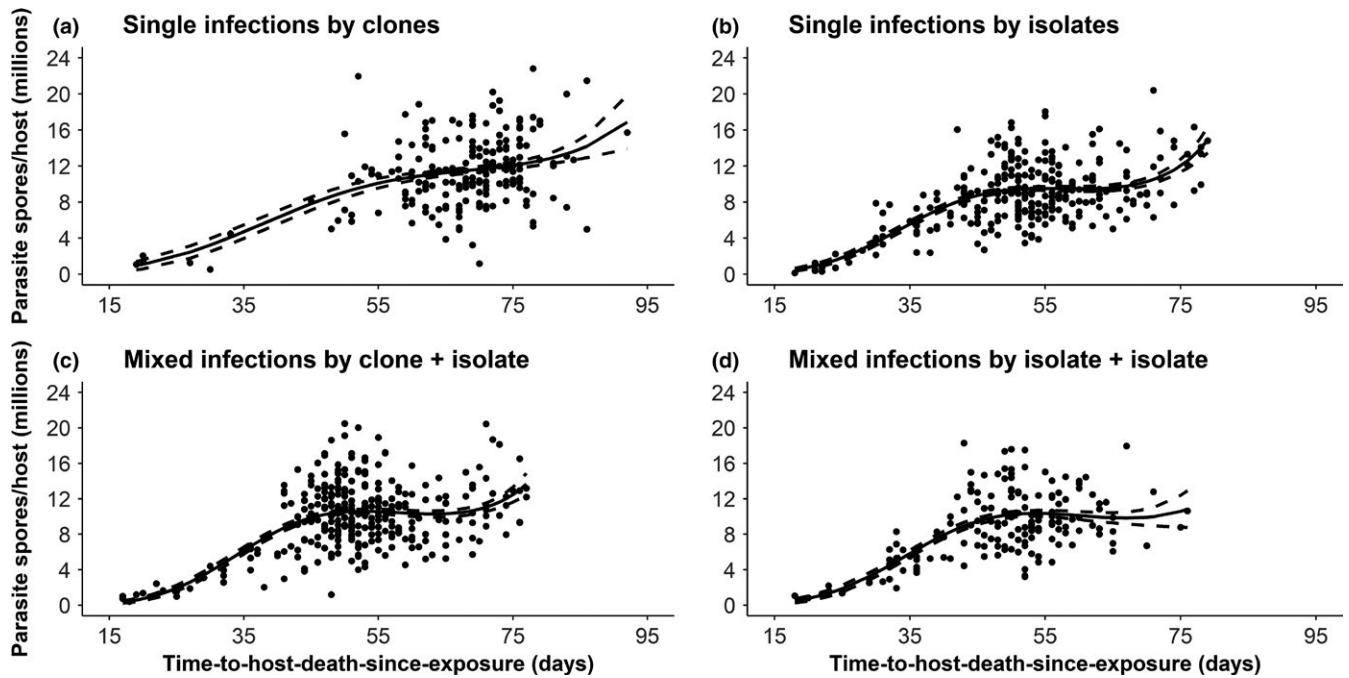 (a) Single infections by clones
(b) Single infections by isolates
Parasite spores/host (millions)
24
20
16
12
8
4
0
15 35 55 75 95
24
20
16
12
8
4
0
15 35 55 75 95
(c) Mixed infections by clone + isolate
(d) Mixed infections by isolate + isolate
Parasite spores/host (millions)
24
20
16
12
8
4
0
15 35 55 75 95
Time-to-host-death-since-exposure (days)
24
20
16
12
8
4
0
15 35 55 75 95
Time-to-host-death-since-exposure (days)